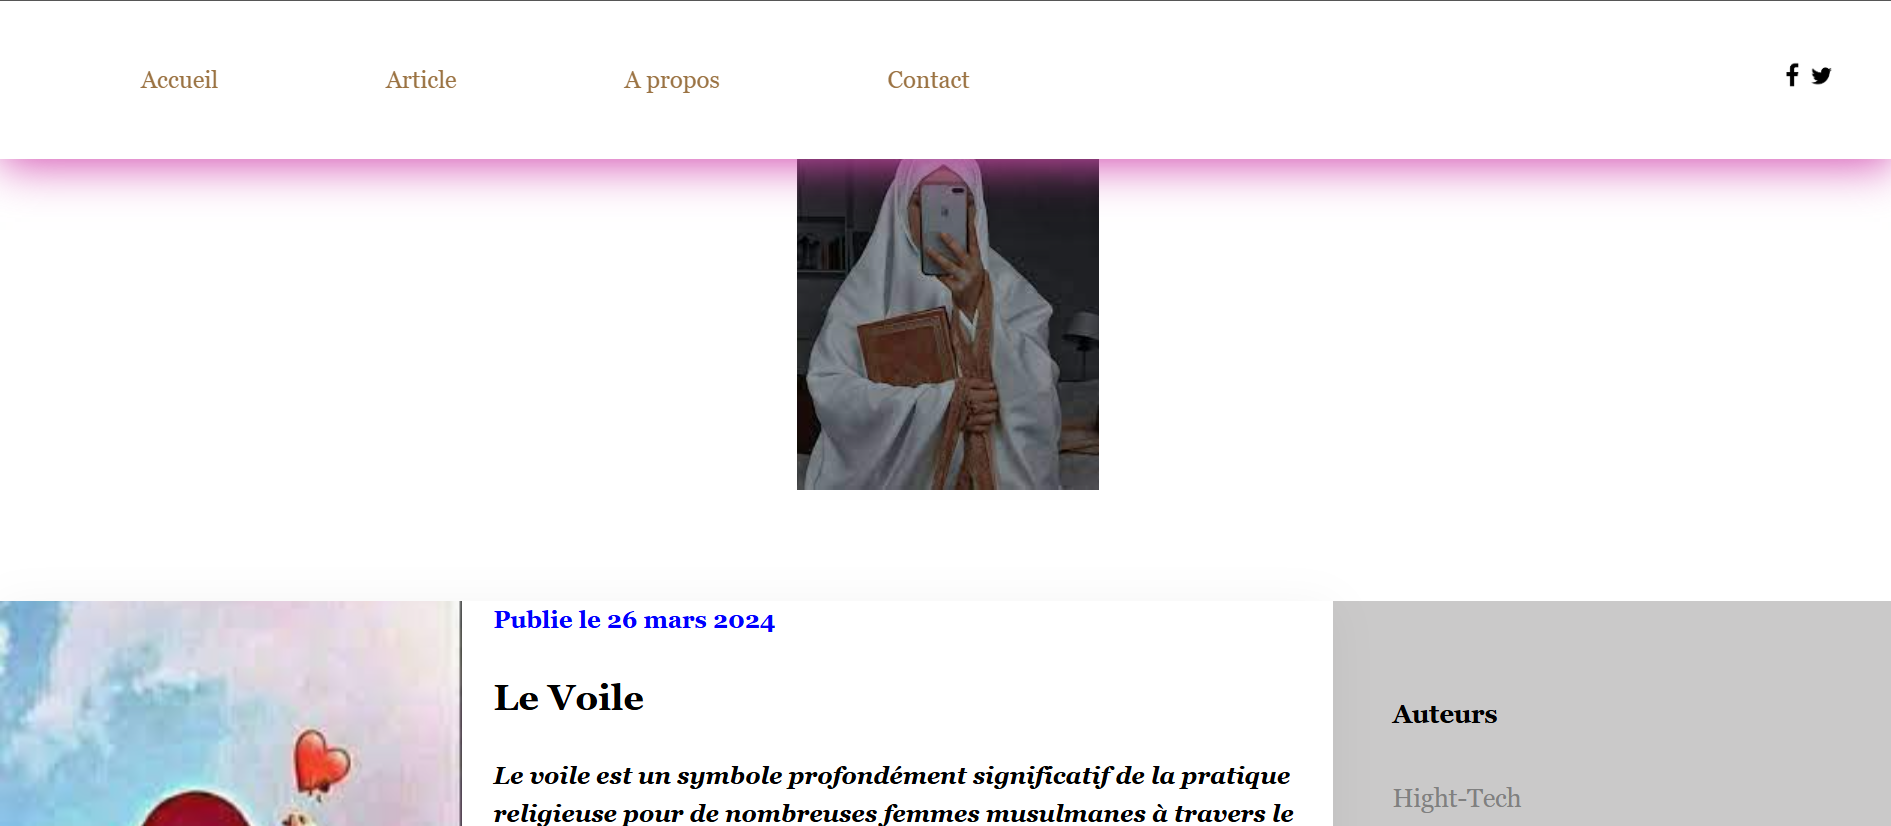 Accueil
Article
A propos
Contact
Publie le 26 mars 2024
Le Voile
Le voile est un symbole profondément significatif de la pratique
religieuse pour de nombreuses femmes musulmanes à travers le
Auteurs
Hight-Tech